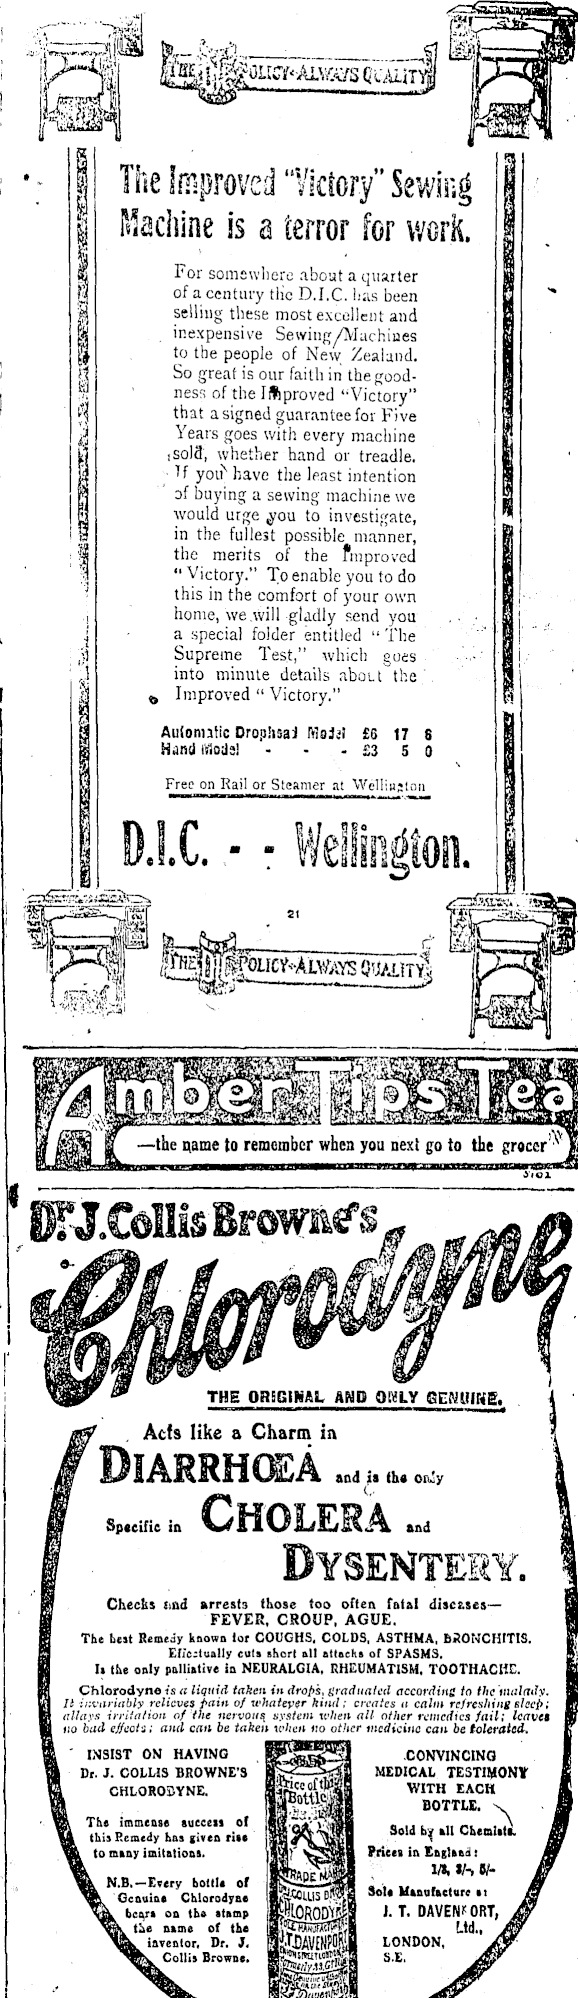 THE DIC POLICY-ALWAYS QUALITY
The Improved "Victory" Sewing
Machine is a terror for work.
For somewhere about a quarter
of a century the D.I.C. has been
selling these most excellent and
inexpensive Sewing Machines
to the people of New Zealand.
So great is our faith in the good-
ness of the Improved "Victory"
that a signed guarantee for Five
Years goes with every machine
sold, whether hand or treadle.
If you have the least intention
of buying a sewing machine we
would urge you to investigate,
in the fullest possible manner,
the merits of the Improved
"Victory." To enable you to do
this in the comfort of your own
home, we will gladly send you
a special folder entitled "The
Supreme Test," which goes
into minute details about the
Improved "Victory."
Automatic Drophead Model £6 17 6
Hand Model - - - £3 5 0
Free on Rail or Steamer at Wellington
D.I.C. - - Wellington.
21
THE DIC POLICY-ALWAYS QUALITY
Amber Tips Tea
—the name to remember when you next go to the grocer
Dr. J. Collis Browne's
Chlorodyne
THE ORIGINAL AND ONLY GENUINE.
Acts like a Charm in
DIARRHŒA and is the only
Specific in CHOLERA and
DYSENTERY.
Checks and arrests those too often fatal diseases—
FEVER, CROUP, AGUE.
The best Remedy known for COUGHS, COLDS, ASTHMA, BRONCHITIS.
Effectually cuts short all attacks of SPASMS.
Is the only palliative in NEURALGIA, RHEUMATISM, TOOTHACHE.
Chlorodyne is a liquid taken in drops, graduated according to the malady.
It invariably relieves pain of whatever kind; creates a calm refreshing sleep;
allays irritation of the nervous system when all other remedies fail; leaves
no bad effects; and can be taken when no other medicine can be tolerated.
INSIST ON HAVING
Dr. J. COLLIS BROWNE'S
CHLORODYNE.
The immense success of
this Remedy has given rise
to many imitations.
N.B.—Every bottle of
Genuine Chlorodyne
bears on the stamp
the name of the
inventor, Dr. J.
Collis Browne.
Price of this
Bottle
TRADE MARK
COLLIS
CHLORODYNE
J.T. DAVENPORT
CONVINCING
MEDICAL TESTIMONY
WITH EACH
BOTTLE.
Sold by all Chemists.
Prices in England:
2/-, 5/-
Sole Manufacturers:
J. T. DAVENPORT,
Ltd.,
LONDON,
S.E.